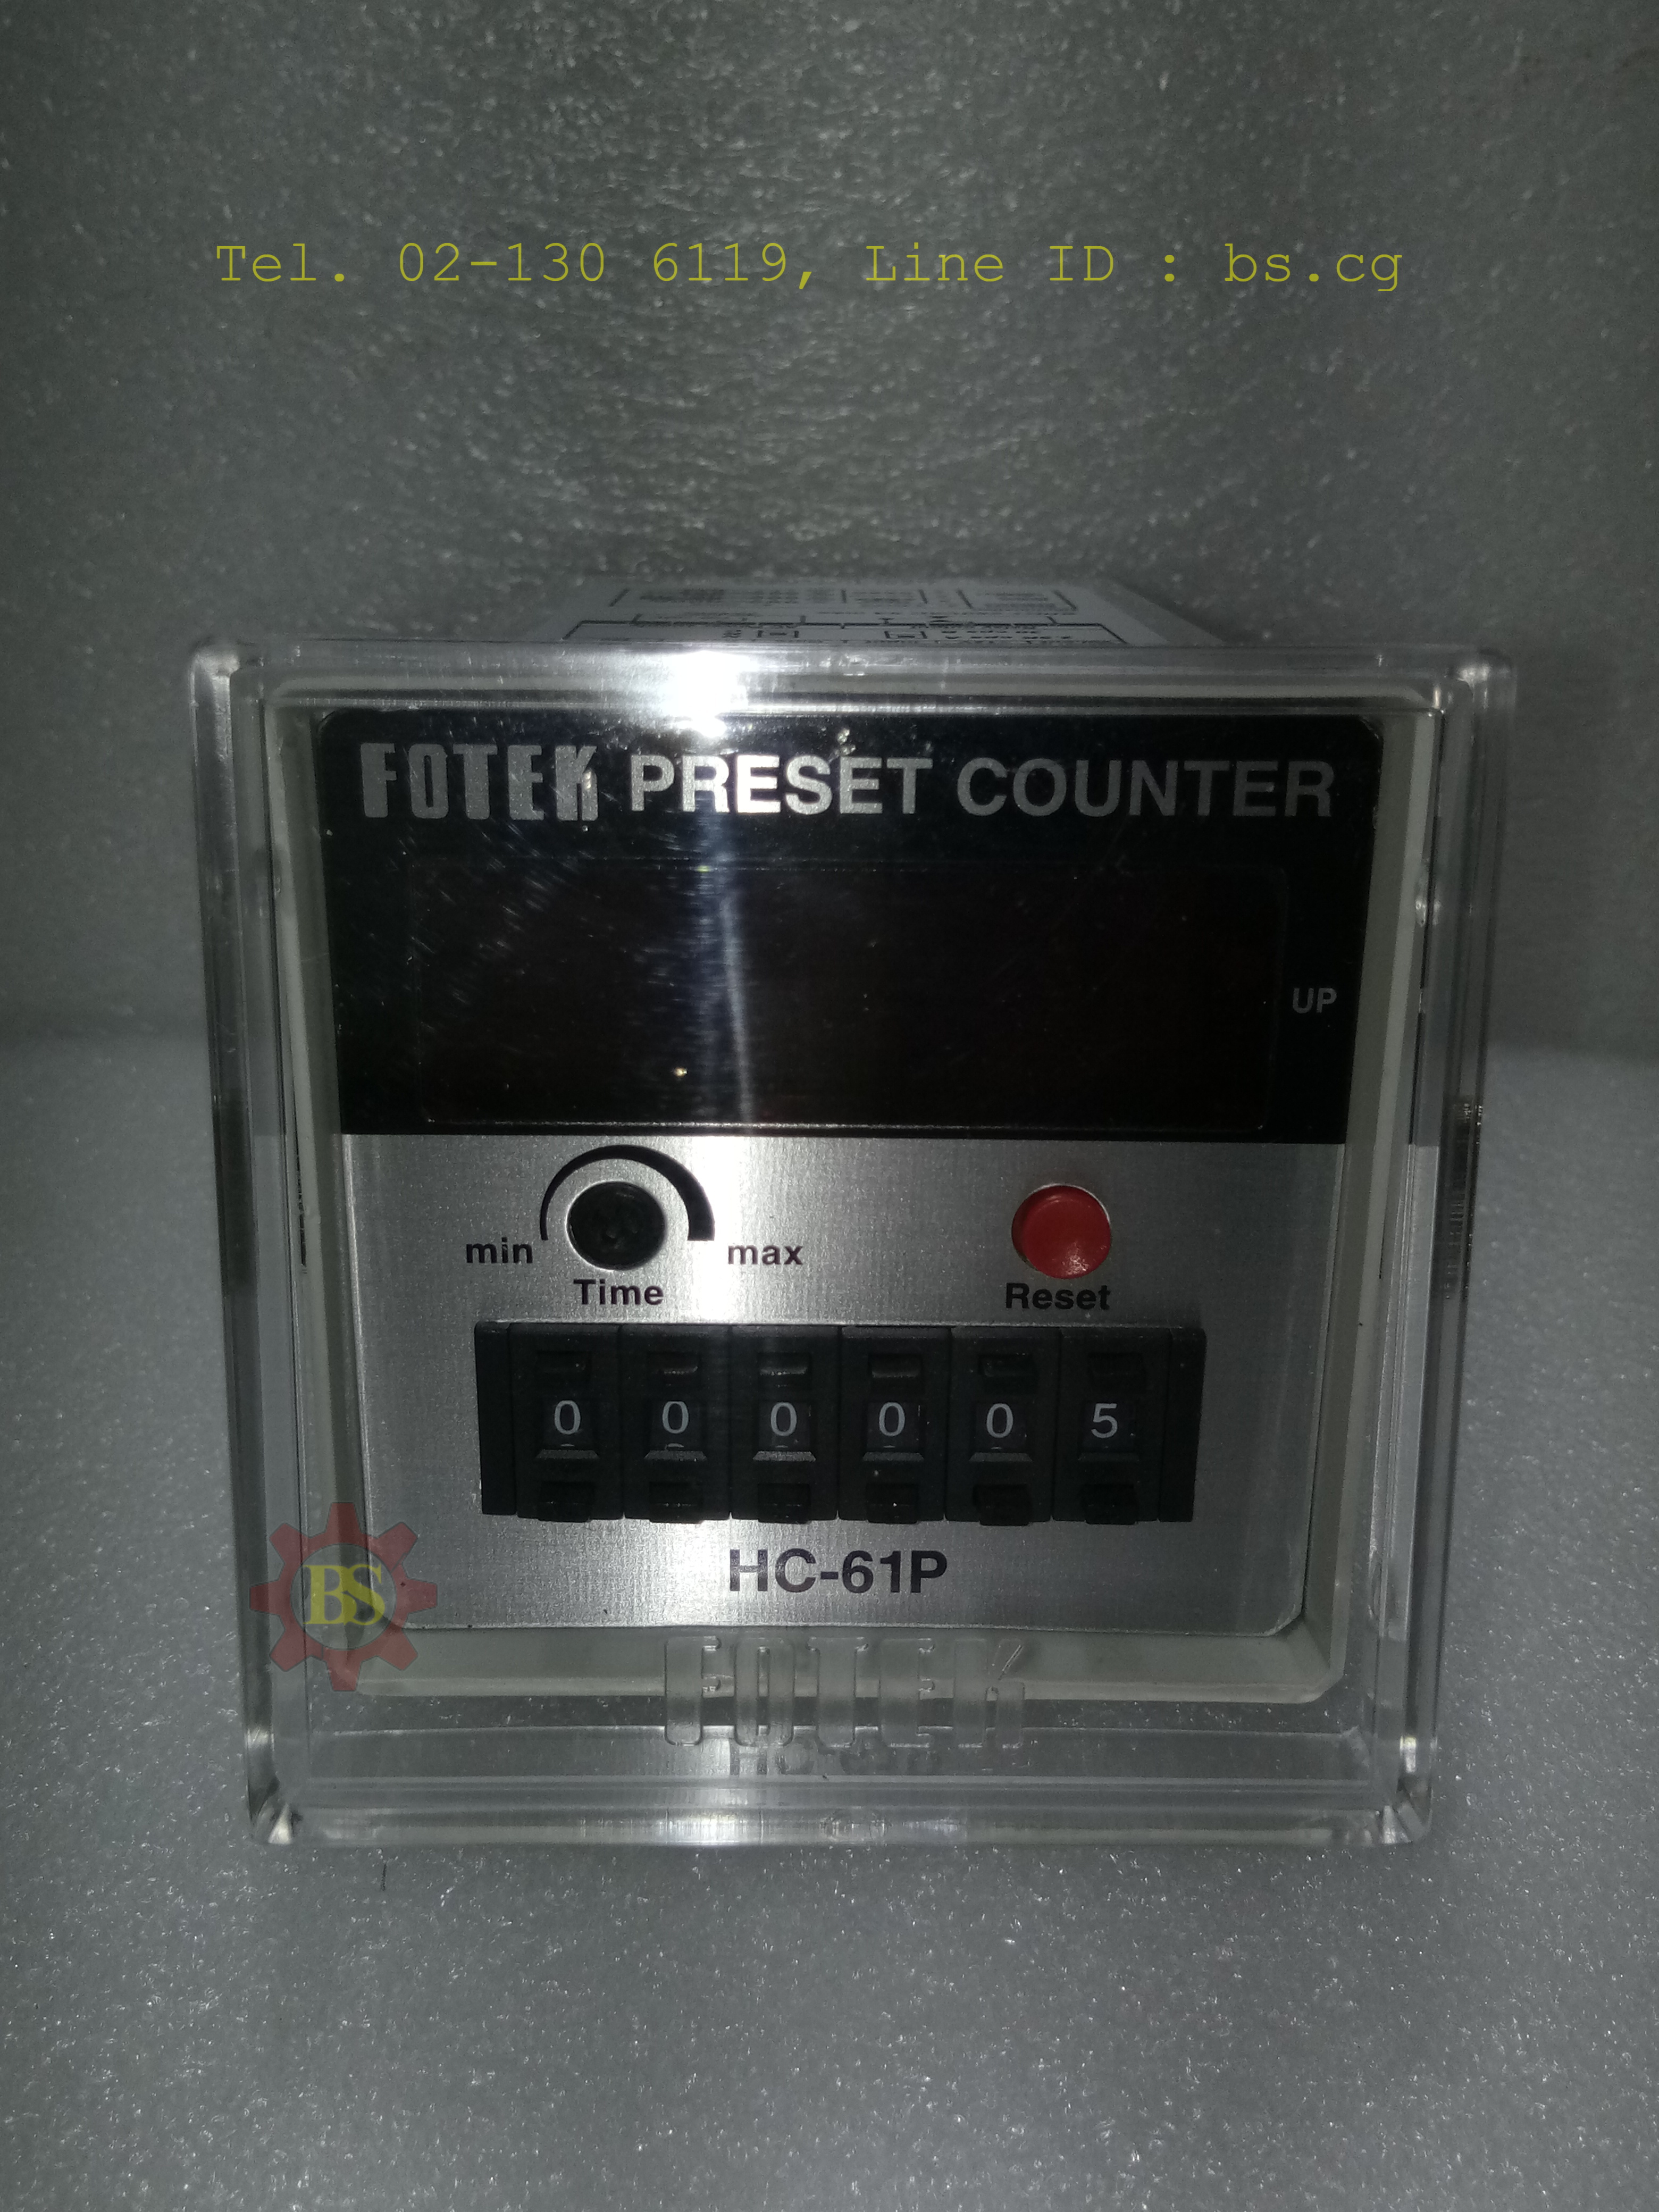 Tel. 02-130 6119, Line ID : bs.cg
FOTEK PRESET COUNTER
UP
min max
Time Reset
0 0 0 0 0 5
HC-61P
BS
FOTEK